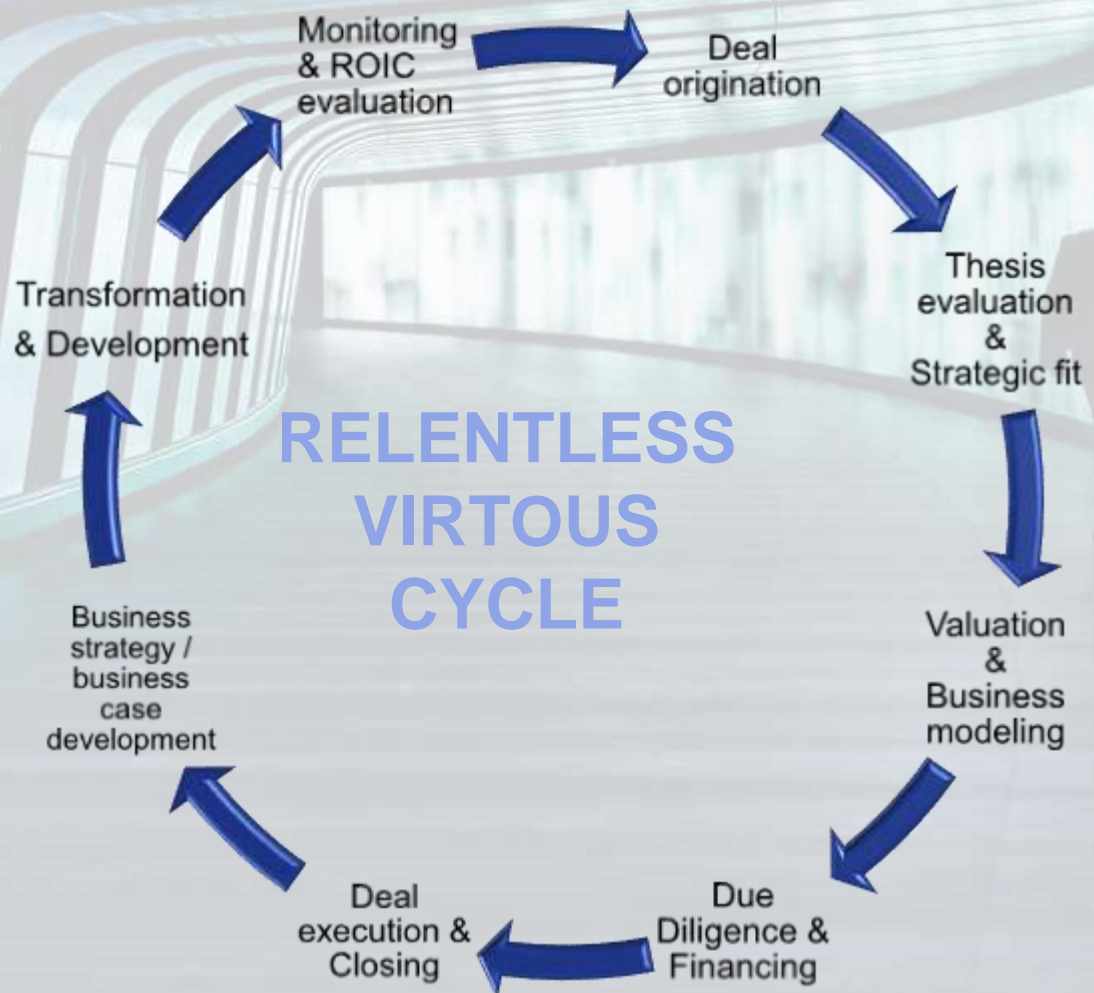 Monitoring
& ROIC
evaluation
Deal
origination
Thesis
evaluation
&
Strategic fit
Valuation
&
Business
modeling
Due
Diligence &
Financing
Deal
execution &
Closing
Business
strategy /
business
case
development
Transformation
& Development
RELENTLESS
VIRTOUS
CYCLE